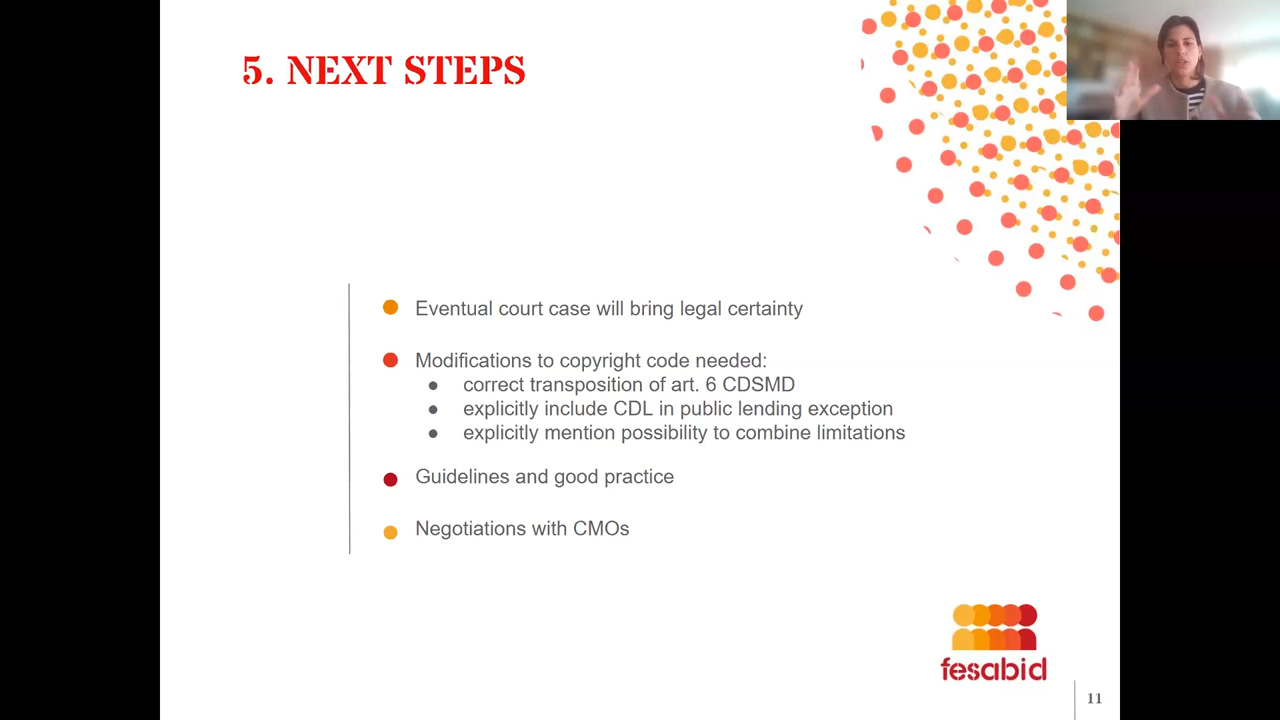 5. NEXT STEPS
Eventual court case will bring legal certainty
Modifications to copyright code needed:
correct transposition of art. 6 CDSMD
explicitly include CDL in public lending exception
explicitly mention possibility to combine limitations
Guidelines and good practice
Negotiations with CMOs
fesabid
11